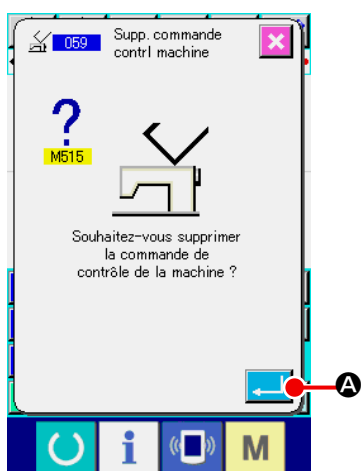 059 Supp. commande
contrl machine
?
M515
Souhaitez-vous supprimer
la commande de
contrôle de la machine ?
A
i
M